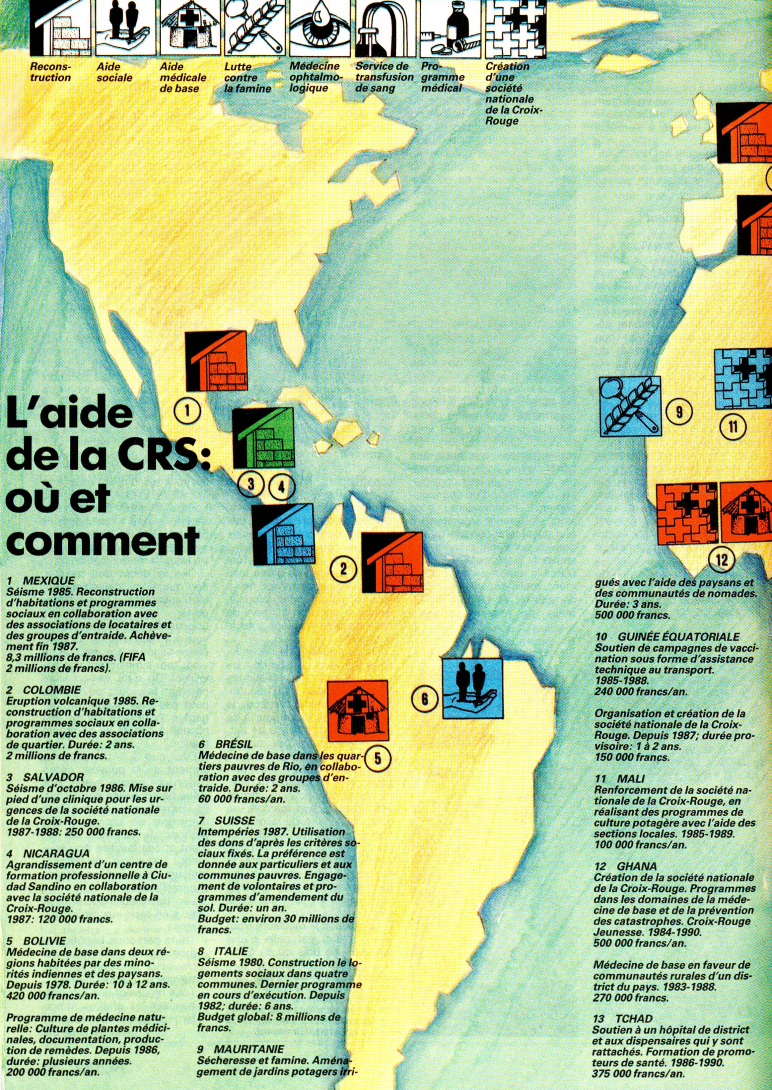 Recons-
truction
Aide
sociale
Aide
médicale
de base
Lutte
contre
la famine
Médecine
ophtalmo-
logique
Service de
transfusion
de sang
Pro-
gramme
médical
Création
d'une
société
nationale
de la Croix-
Rouge
L'aide
de la CRS:
où et
comment
1
3
4
2
6
5
9
11
12
1 MEXIQUE
Séisme 1985. Reconstruction
d'habitations et programmes
sociaux en collaboration avec
des associations de locataires et
des groupes d'entraide. Achève-
ment fin 1987.
8,3 millions de francs. (FIFA
2 millions de francs).
2 COLOMBIE
Eruption volcanique 1985. Re-
construction d'habitations et
programmes sociaux en colla-
boration avec des associations
de quartier. Durée: 2 ans.
2 millions de francs.
3 SALVADOR
Séisme d'octobre 1986. Mise sur
pied d'une clinique pour les ur-
gences de la société nationale
de la Croix-Rouge.
1987-1988: 250 000 francs.
4 NICARAGUA
Agrandissement d'un centre de
formation professionnelle à Ciu-
dad Sandino en collaboration
avec la société nationale de la
Croix-Rouge.
1987: 120 000 francs.
5 BOLIVIE
Médecine de base dans deux ré-
gions habitées par des mino-
rités indiennes et des paysans.
Depuis 1978. Durée: 10 à 12 ans.
420 000 francs/an.
Programme de médecine natu-
relle: Culture de plantes médici-
nales, documentation, produc-
tion de remèdes. Depuis 1986,
durée: plusieurs années.
200 000 francs/an.
6 BRÉSIL
Médecine de base dans les quar-
tiers pauvres de Rio, en collabo-
ration avec des groupes d'en-
traide. Durée: 2 ans.
60 000 francs/an.
7 SUISSE
Intempéries 1987. Utilisation
des dons d'après les critères so-
ciaux fixés. La préférence est
donnée aux particuliers et aux
communes pauvres. Engage-
ment de volontaires et pro-
grammes d'amendement du
sol. Durée: un an.
Budget: environ 30 millions de
francs.
8 ITALIE
Séisme 1980. Construction le lo-
gements sociaux dans quatre
communes. Dernier programme
en cours d'exécution. Depuis
1982; durée: 6 ans.
Budget global: 8 millions de
francs.
9 MAURITANIE
Sécheresse et famine. Aména-
gement de jardins potagers irri-
gués avec l'aide des paysans et
des communautés de nomades.
Durée: 3 ans.
500 000 francs.
10 GUINÉE ÉQUATORIALE
Soutien de campagnes de vacci-
nation sous forme d'assistance
technique au transport.
1985-1988.
240 000 francs/an.
Organisation et création de la
société nationale de la Croix-
Rouge. Depuis 1987; durée pro-
visoire: 1 à 2 ans.
150 000 francs.
11 MALI
Renforcement de la société na-
tionale de la Croix-Rouge, en
réalisant des programmes de
culture potagère avec l'aide des
sections locales. 1985-1989.
100 000 francs/an.
12 GHANA
Création de la société nationale
de la Croix-Rouge. Programmes
dans les domaines de la méde-
cine de base et de la prévention
des catastrophes. Croix-Rouge
Jeunesse. 1984-1990.
500 000 francs/an.
Médecine de base en faveur de
communautés rurales d'un dis-
trict du pays. 1983-1988.
270 000 francs.
13 TCHAD
Soutien à un hôpital de district
et aux dispensaires qui y sont
rattachés. Formation de promo-
teurs de santé. 1986-1990.
375 000 francs/an.